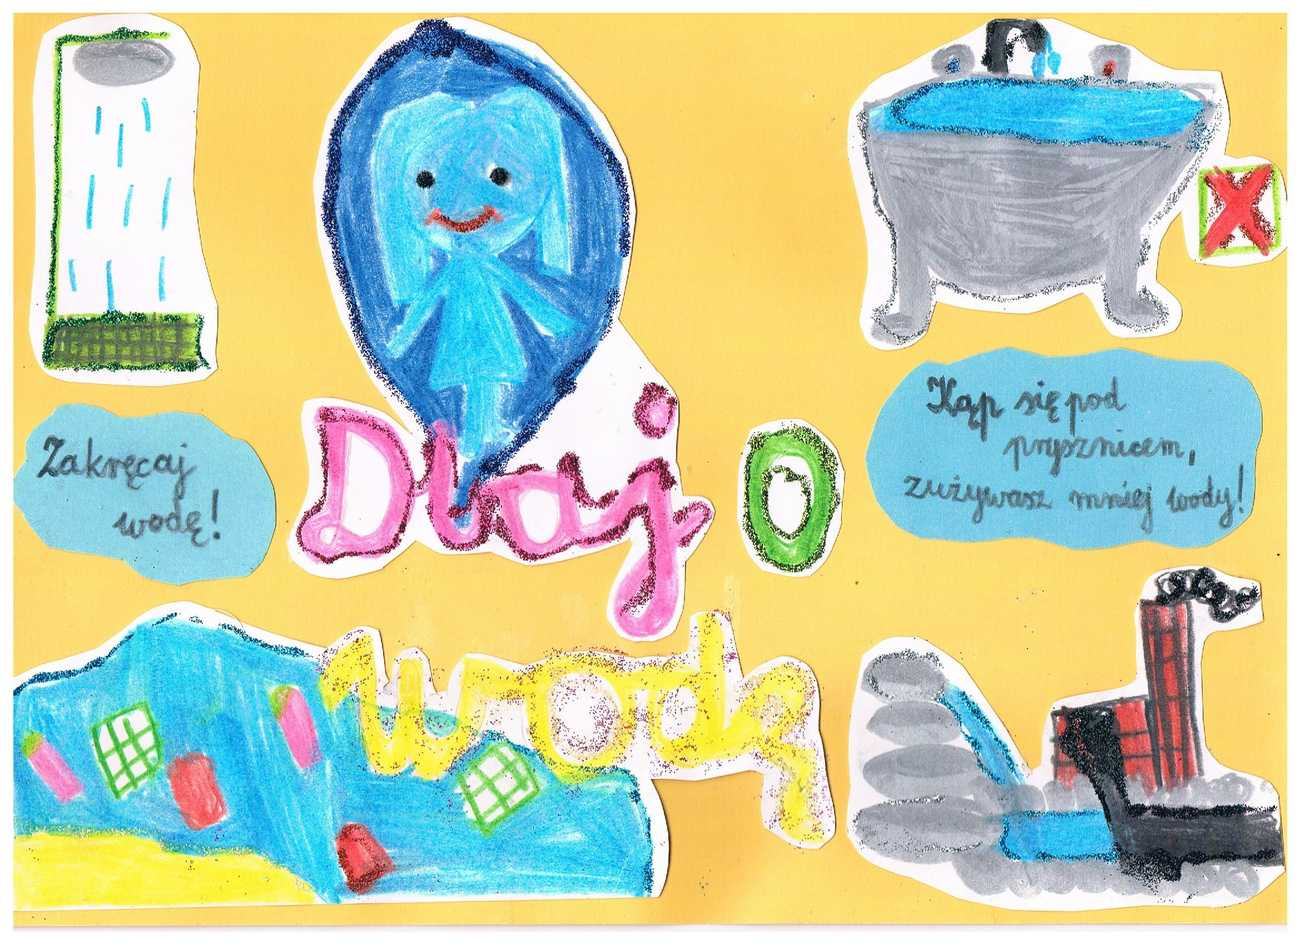 Zakręcaj
wodę!
Dbaj o
wodę
Kąp się pod
prysznicem,
zużywasz mniej wody!